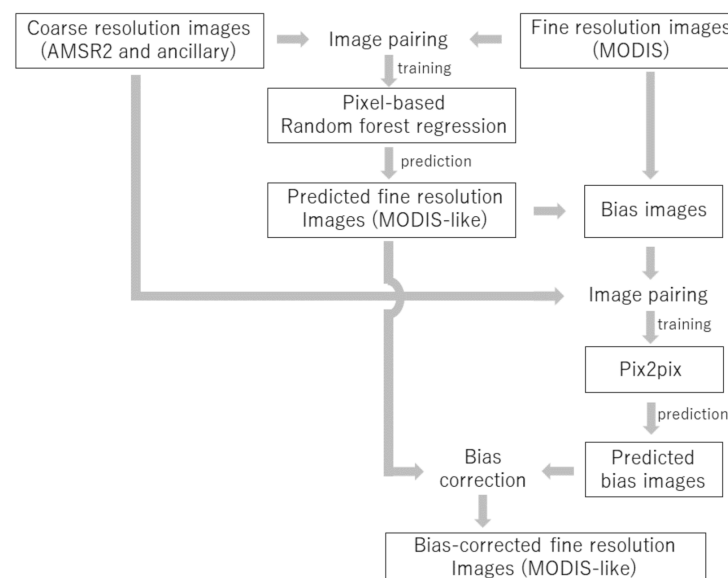 Coarse resolution images
(AMSR2 and ancillary)
Image pairing
Fine resolution images
(MODIS)
training
Pixel-based
Random forest regression
prediction
Predicted fine resolution
Images (MODIS-like)
Bias images
Image pairing
training
Pix2pix
prediction
Bias
correction
Predicted
bias images
Bias-corrected fine resolution
Images (MODIS-like)